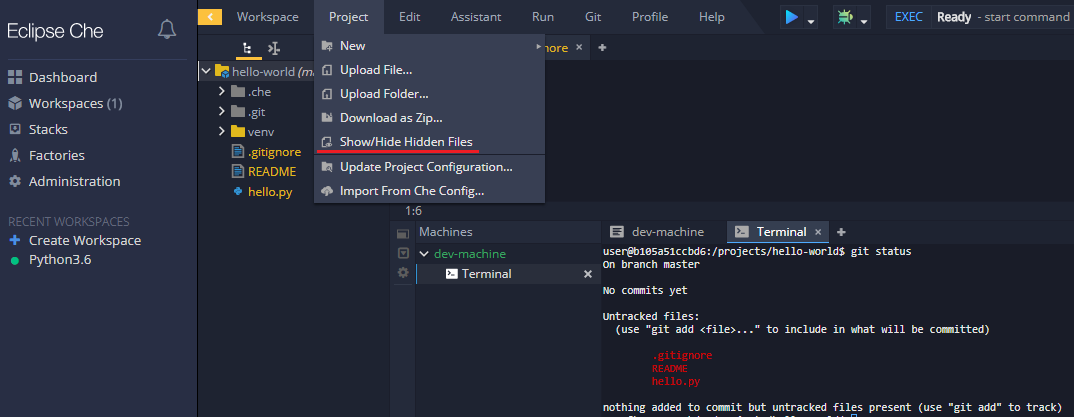 Eclipse Che
Dashboard
Workspaces (1)
Stacks
Factories
Administration
RECENT WORKSPACES
Create Workspace
Python3.6
Workspace Project Edit Assistant Run Git Profile Help
EXEC Ready - start command
hello-world
.che
.git
venv
.gitignore
README
hello.py
New
Upload File...
Upload Folder...
Download as Zip...
Show/Hide Hidden Files
Update Project Configuration...
Import From Che Config...
1:6
Machines
dev-machine
Terminal
dev-machine Terminal
user@b105a51ccbd6:/projects/hello-world$ git status
On branch master
No commits yet
Untracked files:
(use "git add <file>..." to include in what will be committed)
.gitignore
README
hello.py
nothing added to commit but untracked files present (use "git add" to track)